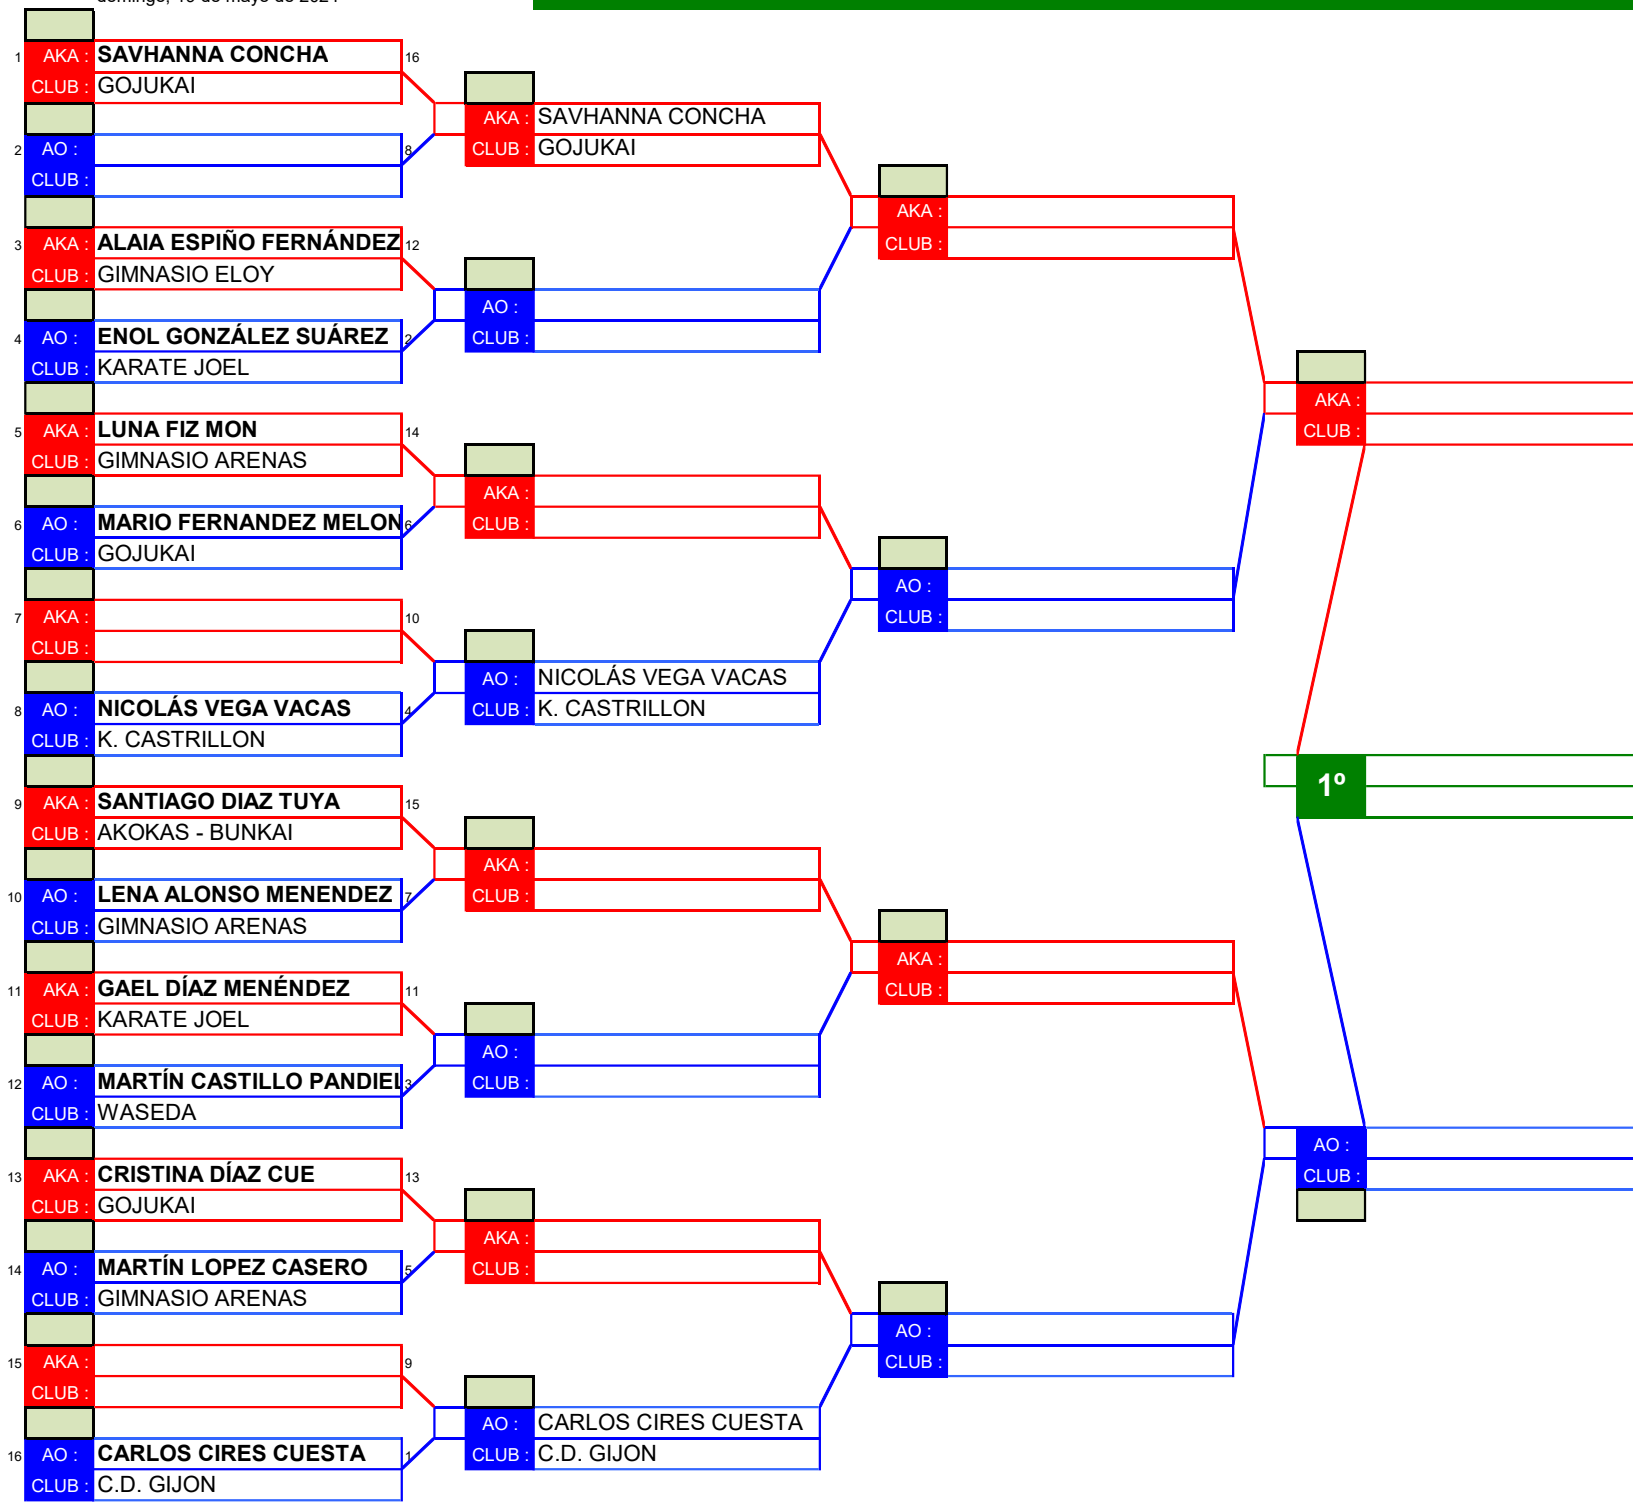 1 AKA : SAVHANNA CONCHA 16
CLUB : GOJUKAI
AKA : SAVHANNA CONCHA
2 AO : 8
CLUB : GOJUKAI
CLUB :
AKA :
3 AKA : ALAIA ESPIÑO FERNÁNDEZ 12
CLUB :
CLUB : GIMNASIO ELOY
AO :
4 AO : ENOL GONZÁLEZ SUÁREZ 2
CLUB :
CLUB : KARATE JOEL
AKA :
5 AKA : LUNA FIZ MON 14
CLUB :
CLUB : GIMNASIO ARENAS
AKA :
6 AO : MARIO FERNANDEZ MELON 6
CLUB :
CLUB : GOJUKAI
AO :
7 AKA : 10
CLUB :
CLUB :
AO : NICOLÁS VEGA VACAS
8 AO : NICOLÁS VEGA VACAS 4
CLUB : K. CASTRILLON
CLUB : K. CASTRILLON
1º
9 AKA : SANTIAGO DIAZ TUYA 15
CLUB : AKOKAS - BUNKAI
AKA :
10 AO : LENA ALONSO MENENDEZ 7
CLUB :
CLUB : GIMNASIO ARENAS
AKA :
11 AKA : GAEL DÍAZ MENÉNDEZ 11
CLUB :
CLUB : KARATE JOEL
AO :
12 AO : MARTÍN CASTILLO PANDIEL 3
CLUB :
CLUB : WASEDA
AO :
13 AKA : CRISTINA DÍAZ CUE 13
CLUB :
CLUB : GOJUKAI
AKA :
14 AO : MARTÍN LOPEZ CASERO 5
CLUB :
CLUB : GIMNASIO ARENAS
AO :
15 AKA : 9
CLUB :
CLUB :
AO : CARLOS CIRES CUESTA
16 AO : CARLOS CIRES CUESTA 1
CLUB : C.D. GIJON
CLUB : C.D. GIJON